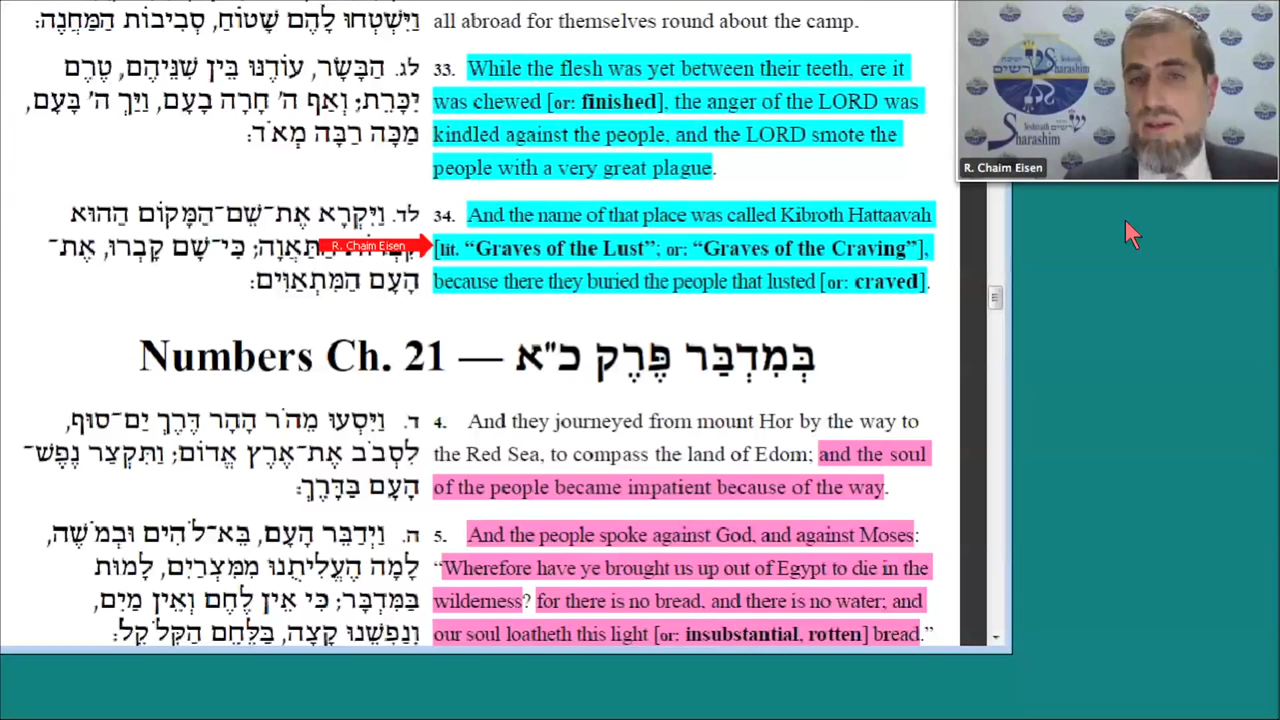 וַיִּשְׁטְחוּ לָהֶם שָׁטוֹחַ, סְבִיבוֹת הַמַּחֲנֶה:
all abroad for themselves round about the camp.
לג. הַבָּשָׂר, עוֹדֶנּוּ בֵּין שִׁנֵּיהֶם, טֶרֶם
יִכָּרֵת; וְאַף ה' חָרָה בָעָם, וַיַּךְ ה' בָּעָם,
מַכָּה רַבָּה מְאֹד:
33. While the flesh was yet between their teeth, ere it
was chewed [or: finished], the anger of the LORD was
kindled against the people, and the LORD smote the
people with a very great plague.
לד. וַיִּקְרָא אֶת־שֵׁם־הַמָּקוֹם הַהוּא
הַתַּאֲוָה; כִּי־שָׁם קָבְרוּ, אֶת־
הָעָם הַמִּתְאַוִּים:
R. Chaim Eisen
34. And the name of that place was called Kibroth Hattaavah
[lit. “Graves of the Lust”; or: “Graves of the Craving”],
because there they buried the people that lusted [or: craved].
Numbers Ch. 21 — בְּמִדְבַּר פֶּרֶק כ"א
ד. וַיִּסְעוּ מֵהֹר הָהָר דֶּרֶךְ יַם־סוּף,
לִסְבֹב אֶת־אֶרֶץ אֱדוֹם; וַתִּקְצַר נֶפֶשׁ־
הָעָם בַּדָּרֶךְ:
4. And they journeyed from mount Hor by the way to
the Red Sea, to compass the land of Edom; and the soul
of the people became impatient because of the way.
ה. וַיְדַבֵּר הָעָם, בֵּא־לֹהִים וּבְמֹשֶׁה,
לָמָה הֶעֱלִיתֻנוּ מִמִּצְרַיִם, לָמוּת
בַּמִּדְבָּר; כִּי אֵין לֶחֶם וְאֵין מַיִם,
וְנַפְשֵׁנוּ קָצָה, בַּלֶּחֶם הַקְּלֹקֵל:
5. And the people spoke against God, and against Moses:
“Wherefore have ye brought us up out of Egypt to die in the
wilderness? for there is no bread, and there is no water; and
our soul loatheth this light [or: insubstantial, rotten] bread.”
ישיבת
שרשים
Sharashim
Yeshivath
Sharashim
R. Chaim Eisen